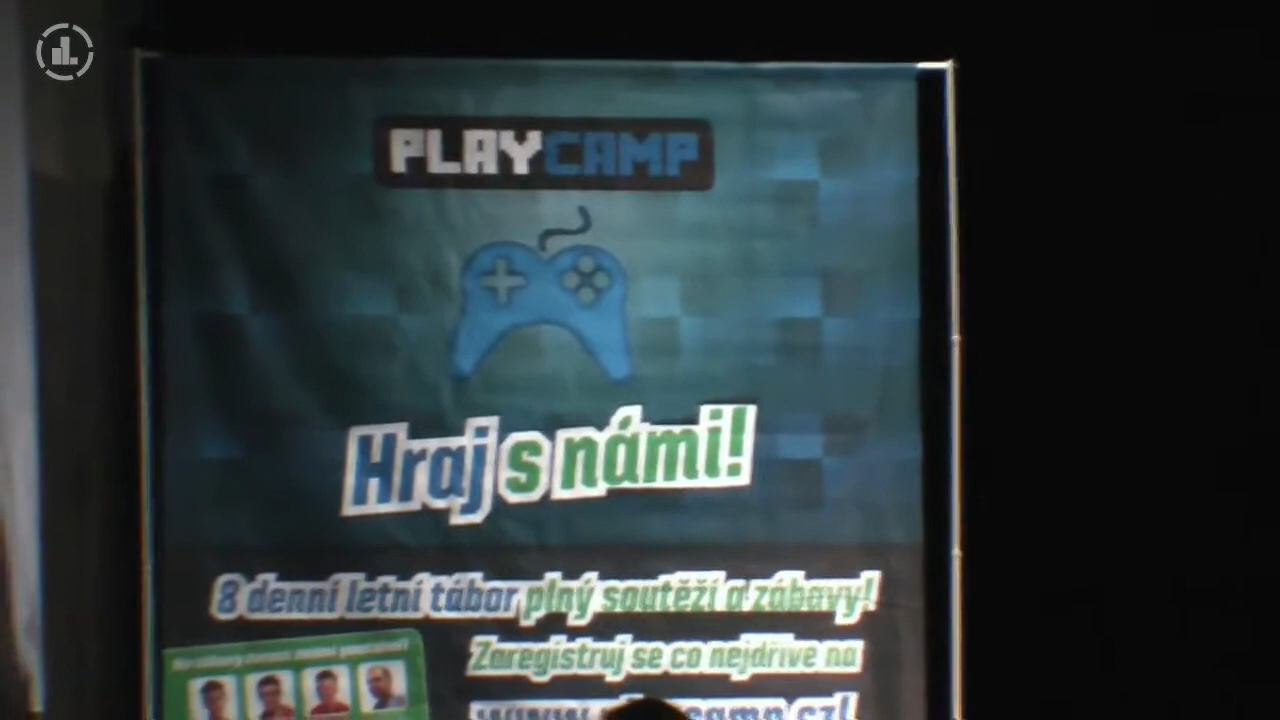 PLAYCAMP
Hraj s námi!
8 denní letní tábor plný soutěží a zábavy!
Zaregistruj se co nejdříve na